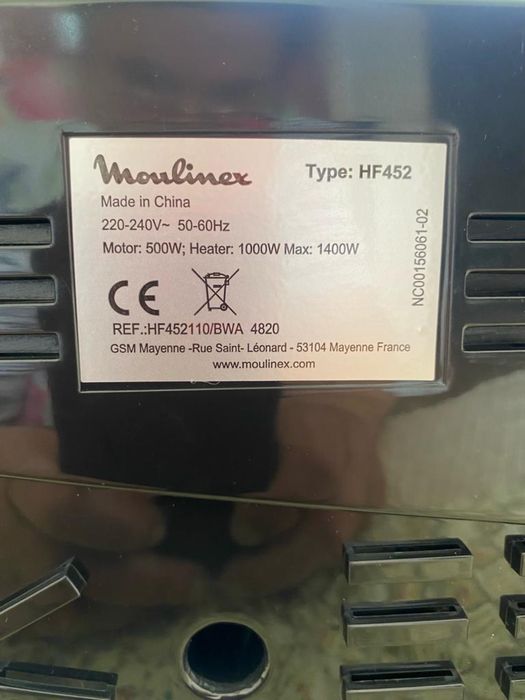 Moulinex Type: HF452
Made in China
220-240V~ 50-60Hz
Motor: 500W; Heater: 1000W Max: 1400W
CE
REF.:HF452110/BWA 4820
GSM Mayenne -Rue Saint- Léonard - 53104 Mayenne France
www.moulinex.com
NC00156061-02